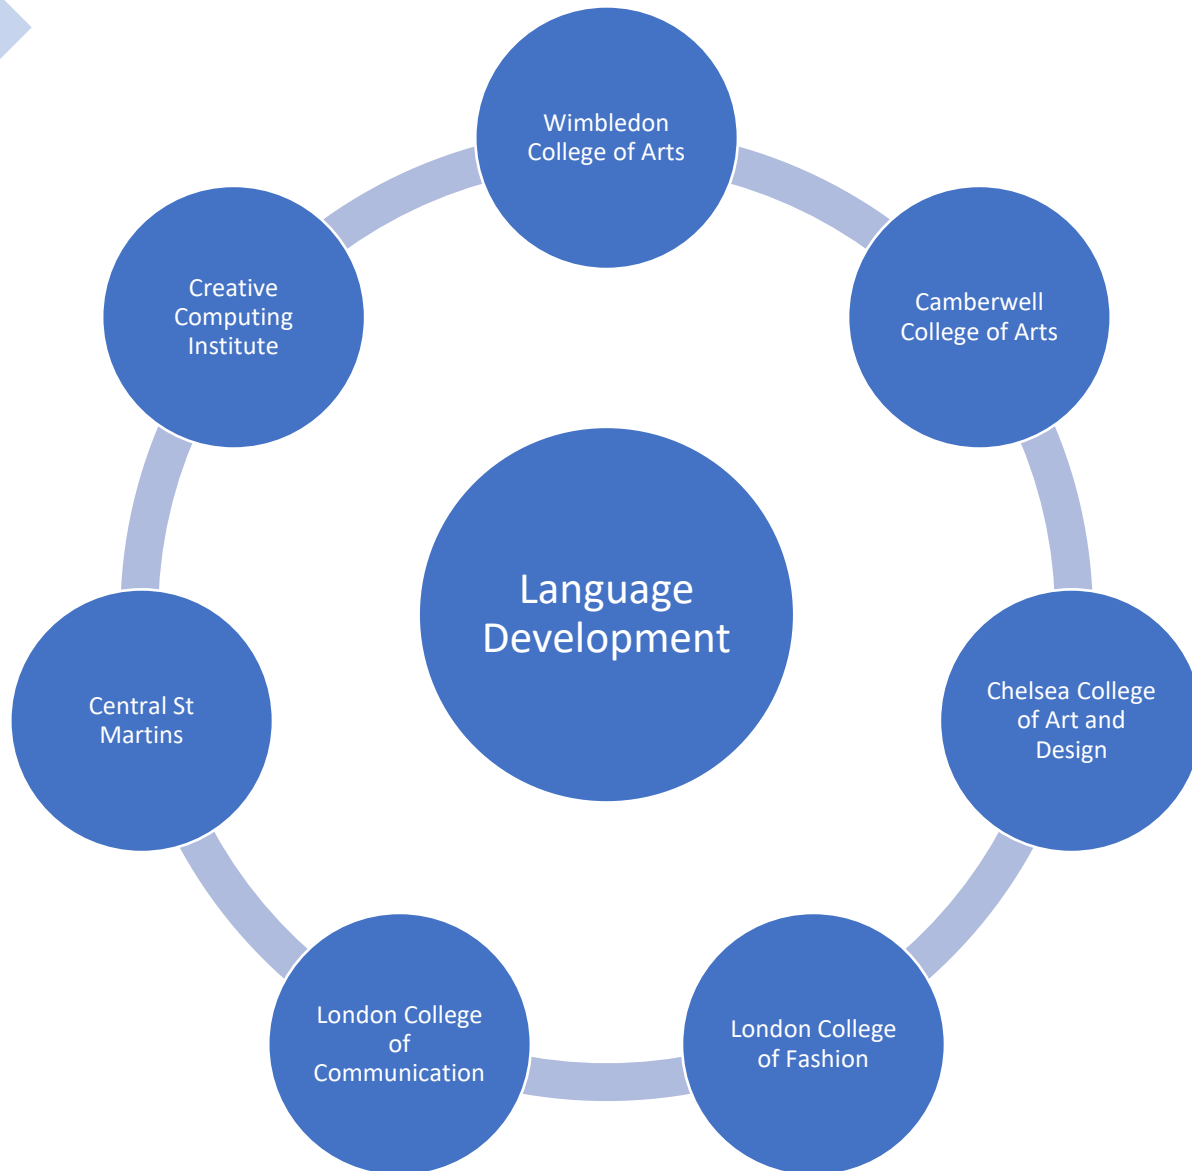 Wimbledon
College of Arts
Camberwell
College of Arts
Chelsea College
of Art and
Design
London College
of Fashion
London College
of
Communication
Central St
Martins
Creative
Computing
Institute
Language
Development